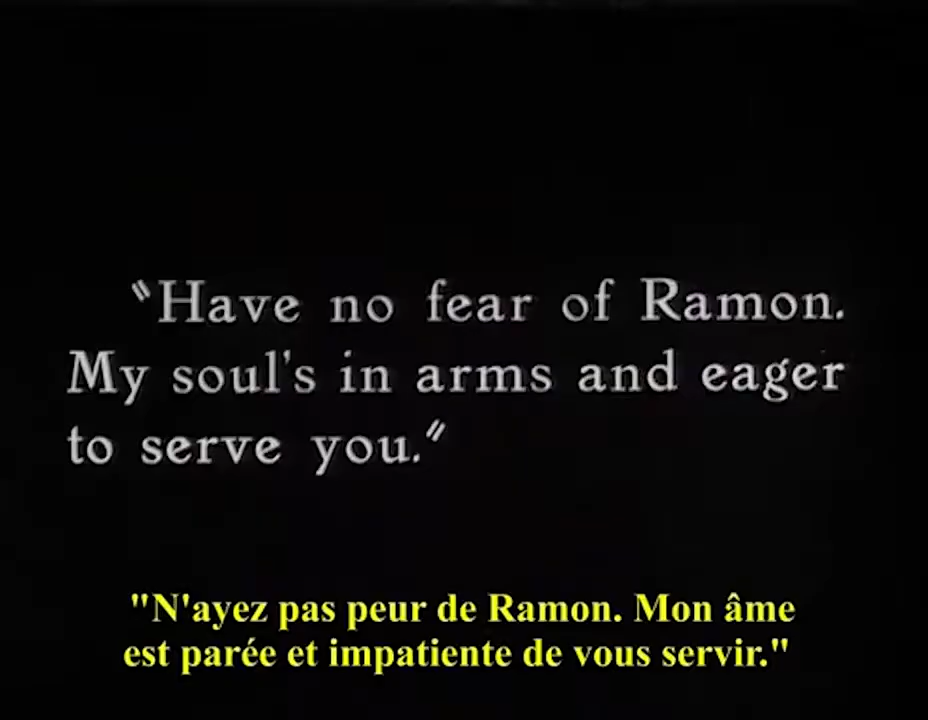 "Have no fear of Ramon.
My soul's in arms and eager
to serve you."
"N'ayez pas peur de Ramon. Mon âme
est parée et impatiente de vous servir."